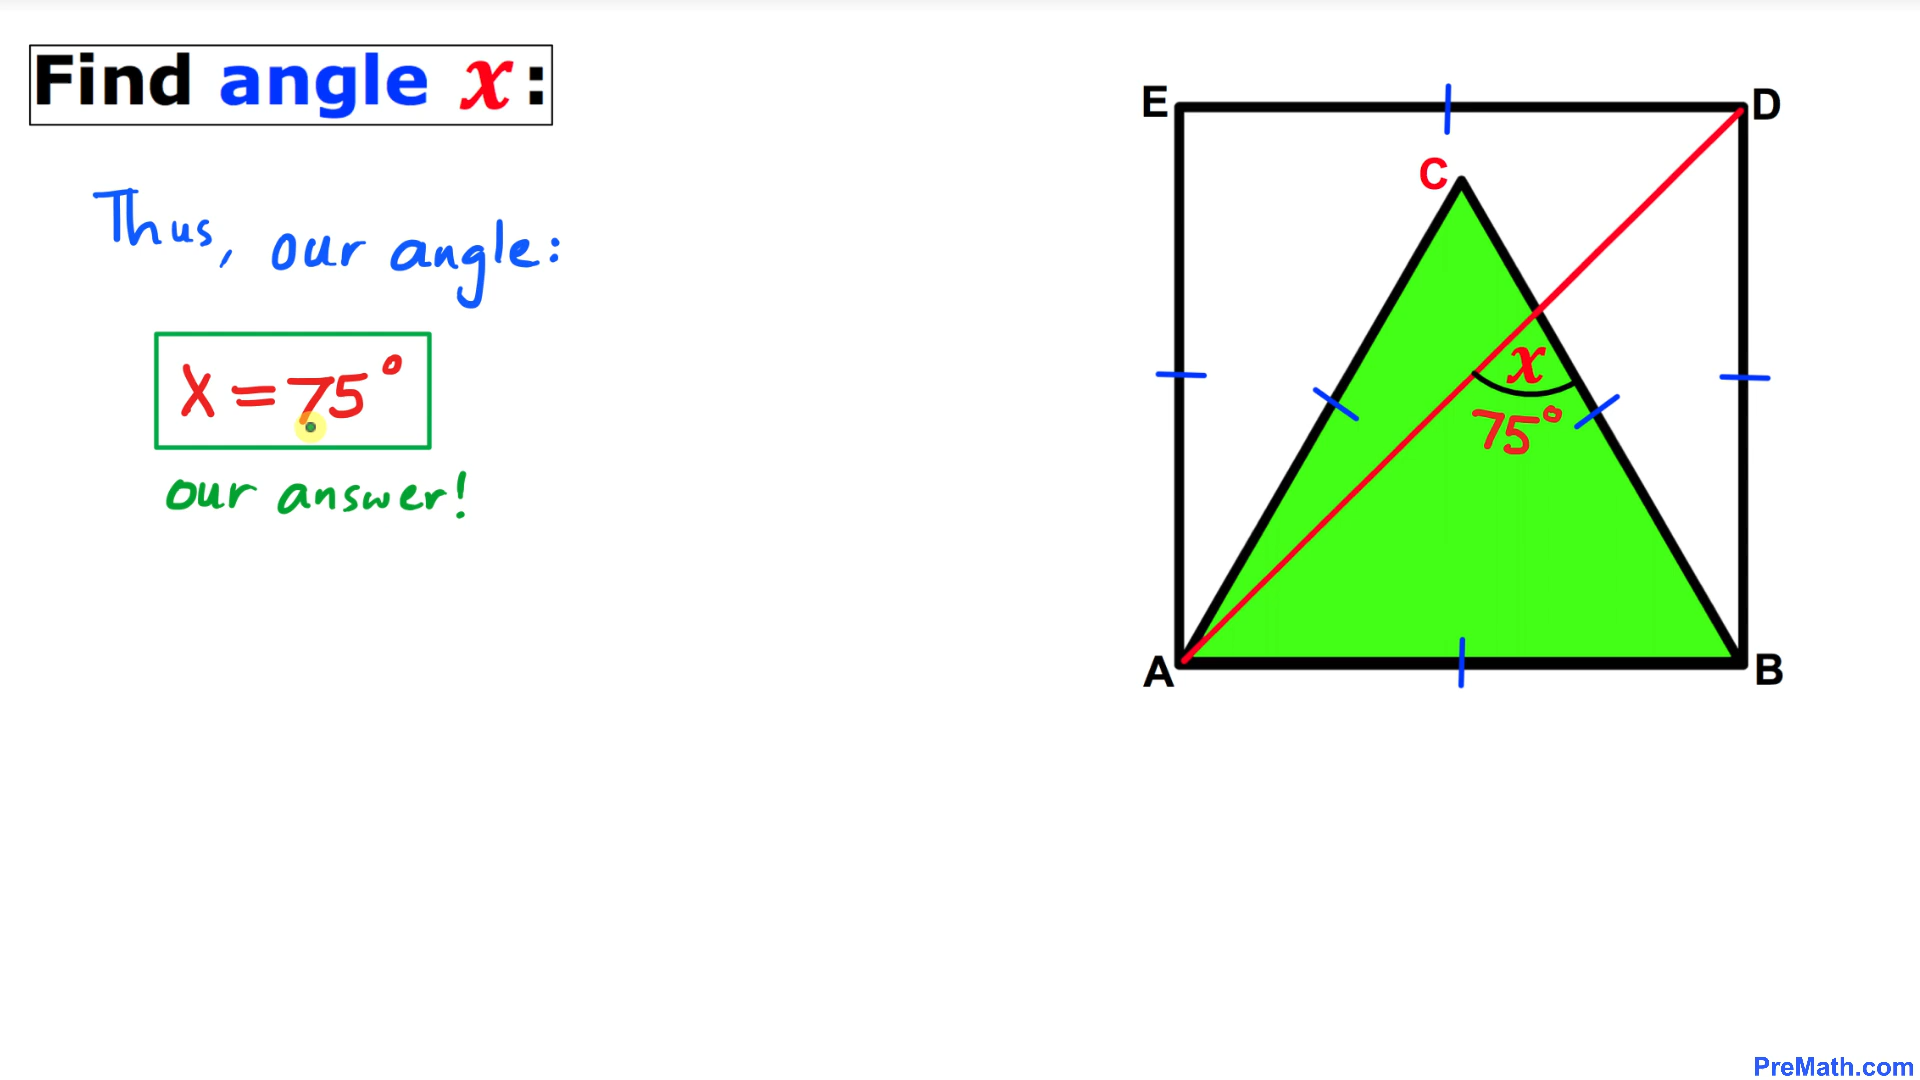 Find angle x:
Thus, our angle:
x = 75°
our answer!
E
D
C
x
75°
A
B
PreMath.com